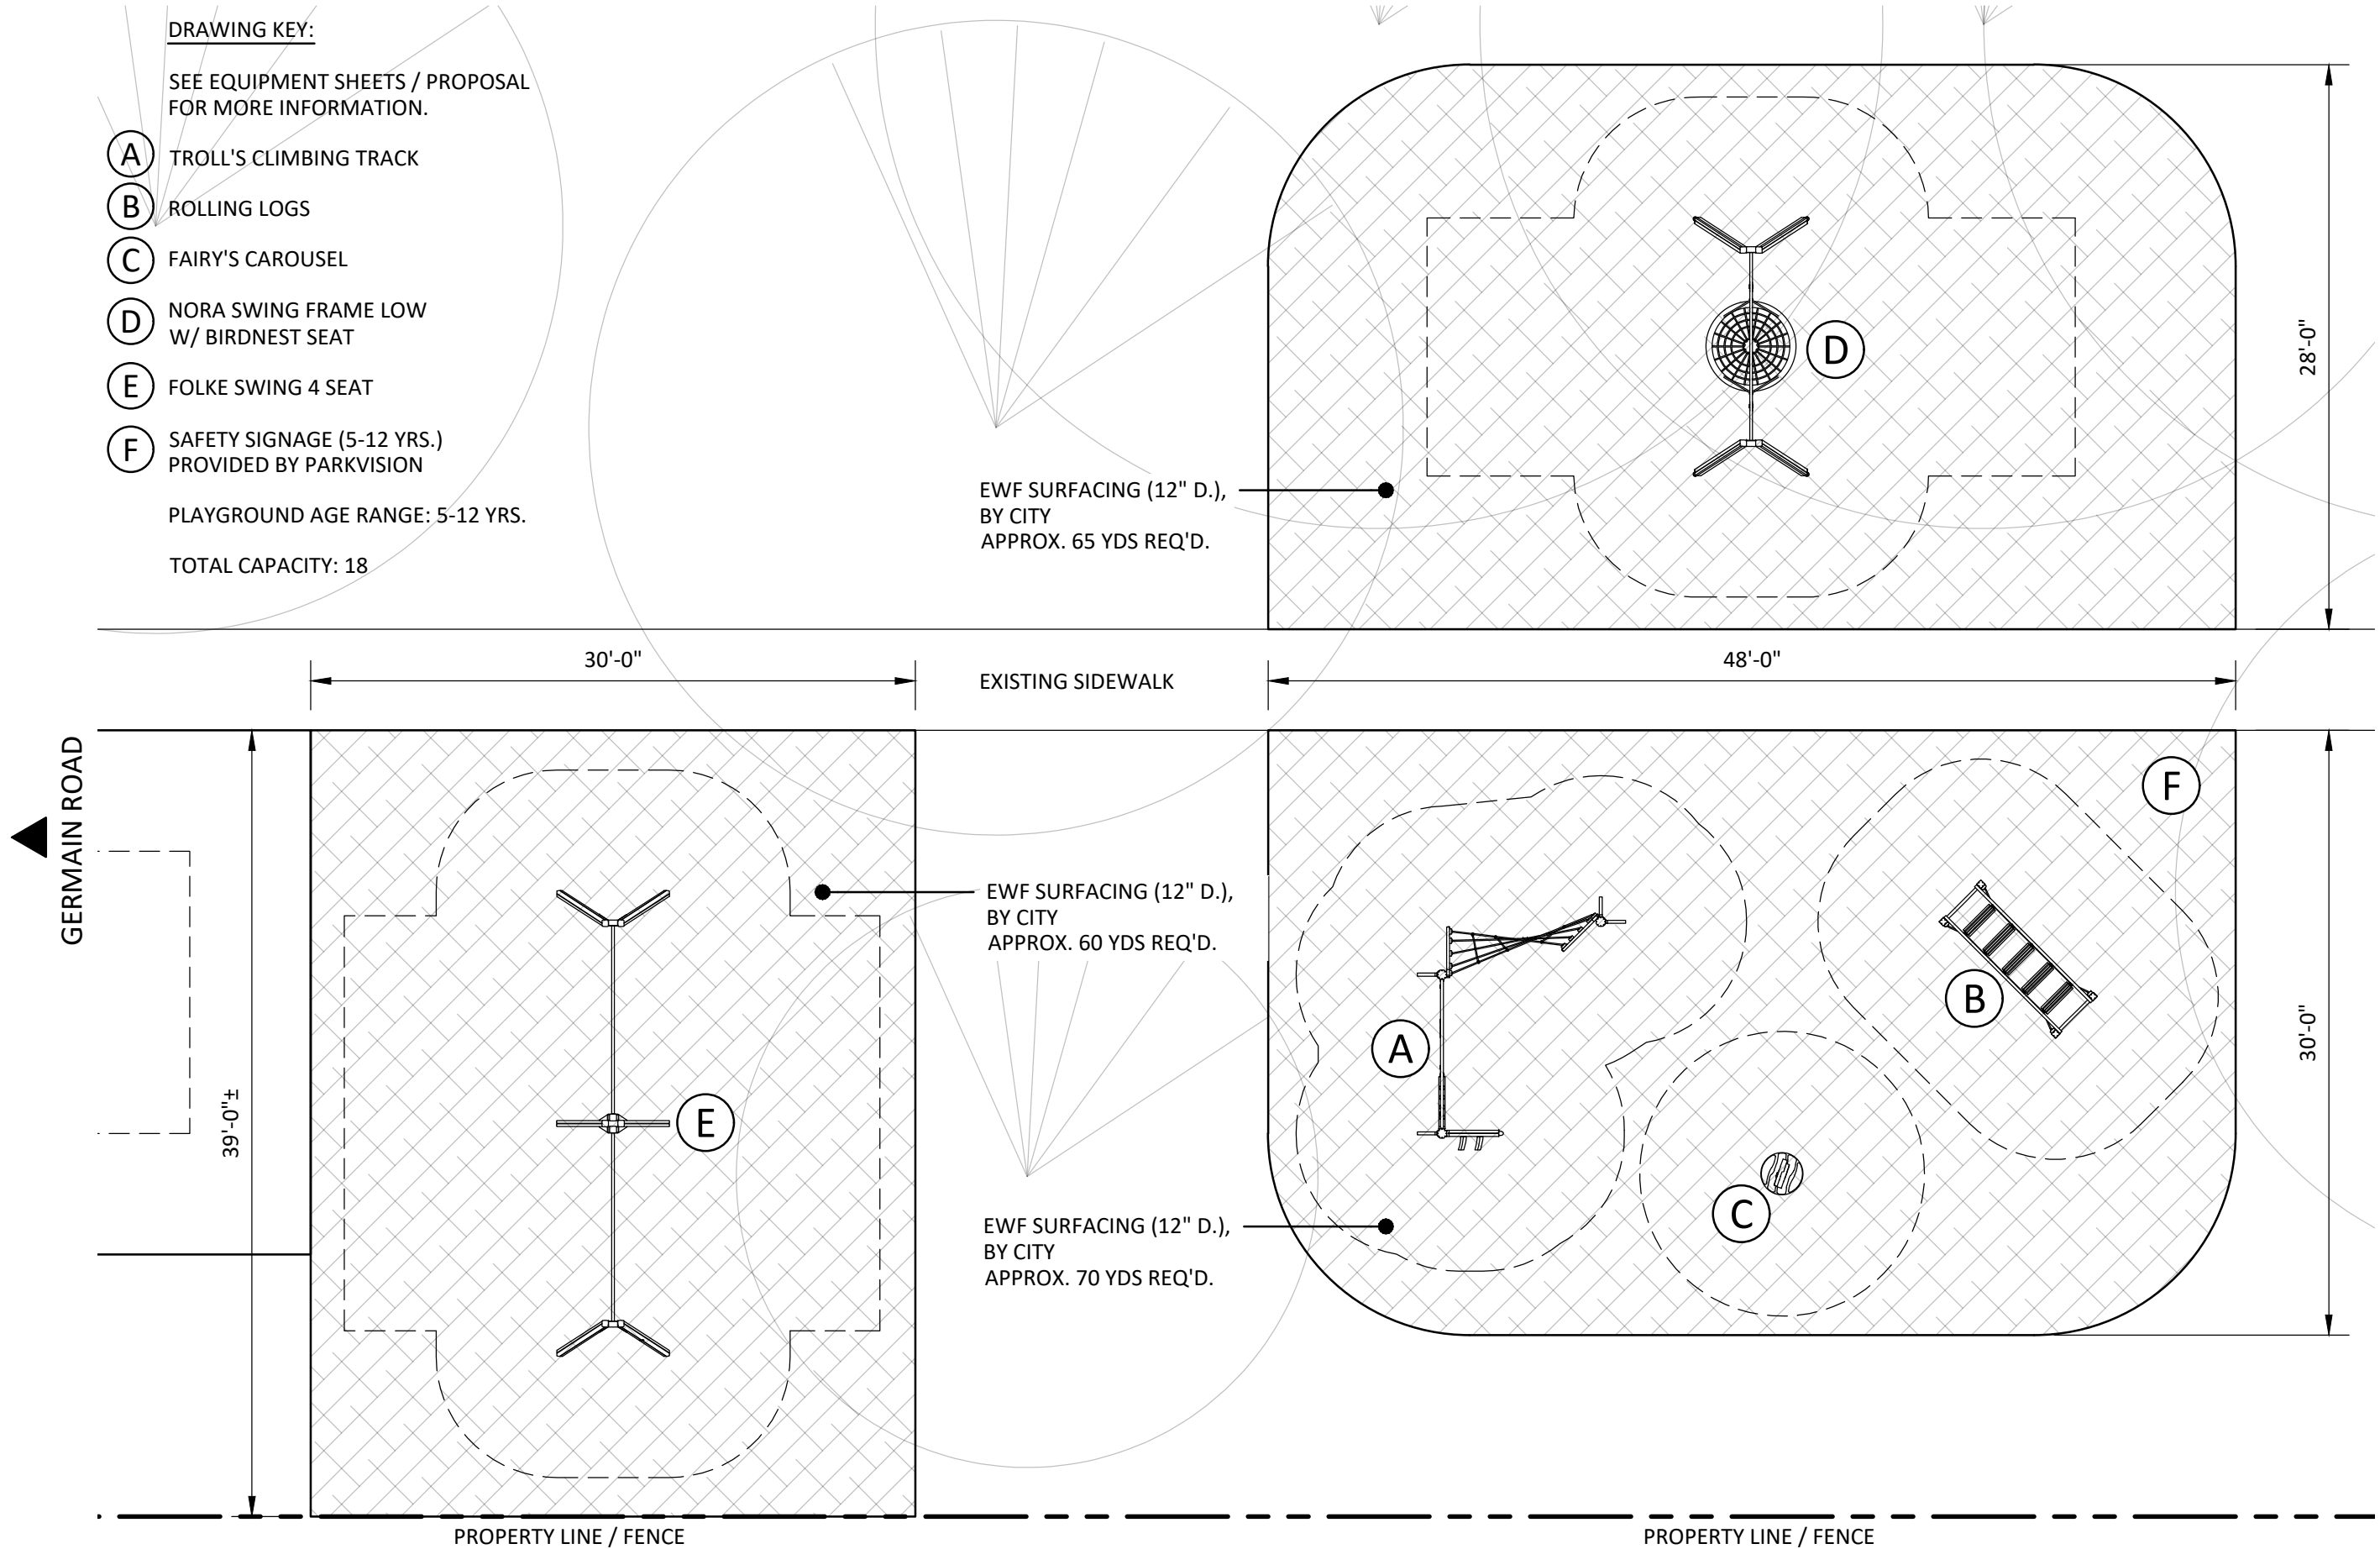 DRAWING KEY:
SEE EQUIPMENT SHEETS / PROPOSAL
FOR MORE INFORMATION.
A TROLL'S CLIMBING TRACK
B ROLLING LOGS
C FAIRY'S CAROUSEL
D NORA SWING FRAME LOW
W/ BIRDNEST SEAT
E FOLKE SWING 4 SEAT
F SAFETY SIGNAGE (5-12 YRS.)
PROVIDED BY PARKVISION
PLAYGROUND AGE RANGE: 5-12 YRS.
TOTAL CAPACITY: 18
D
28'-0"
EWF SURFACING (12" D.),
BY CITY
APPROX. 65 YDS REQ'D.
30'-0"
EXISTING SIDEWALK
48'-0"
GERMAIN ROAD
39'-0"±
E
EWF SURFACING (12" D.),
BY CITY
APPROX. 60 YDS REQ'D.
F
A
B
C
30'-0"
EWF SURFACING (12" D.),
BY CITY
APPROX. 70 YDS REQ'D.
PROPERTY LINE / FENCE
PROPERTY LINE / FENCE